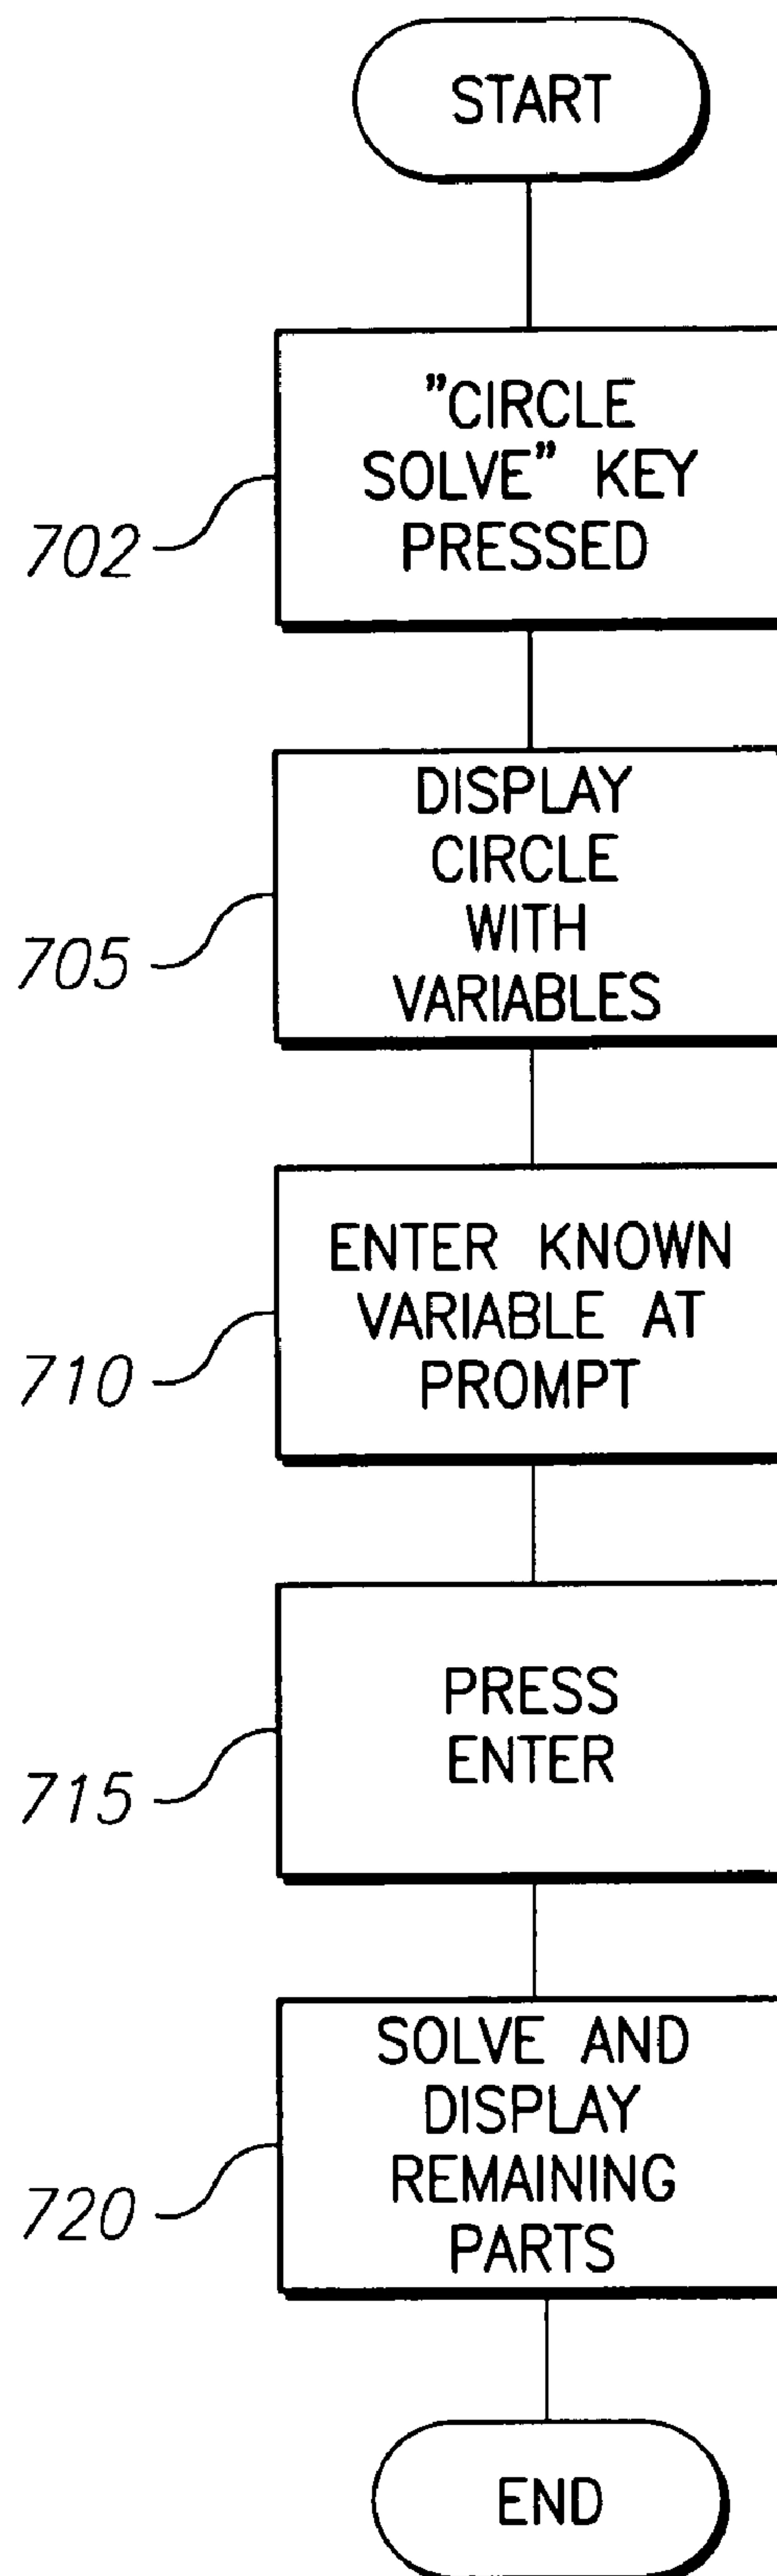 START
"CIRCLE
SOLVE" KEY
PRESSED
702
DISPLAY
CIRCLE
WITH
VARIABLES
705
ENTER KNOWN
VARIABLE AT
PROMPT
710
PRESS
ENTER
715
SOLVE AND
DISPLAY
REMAINING
PARTS
720
END